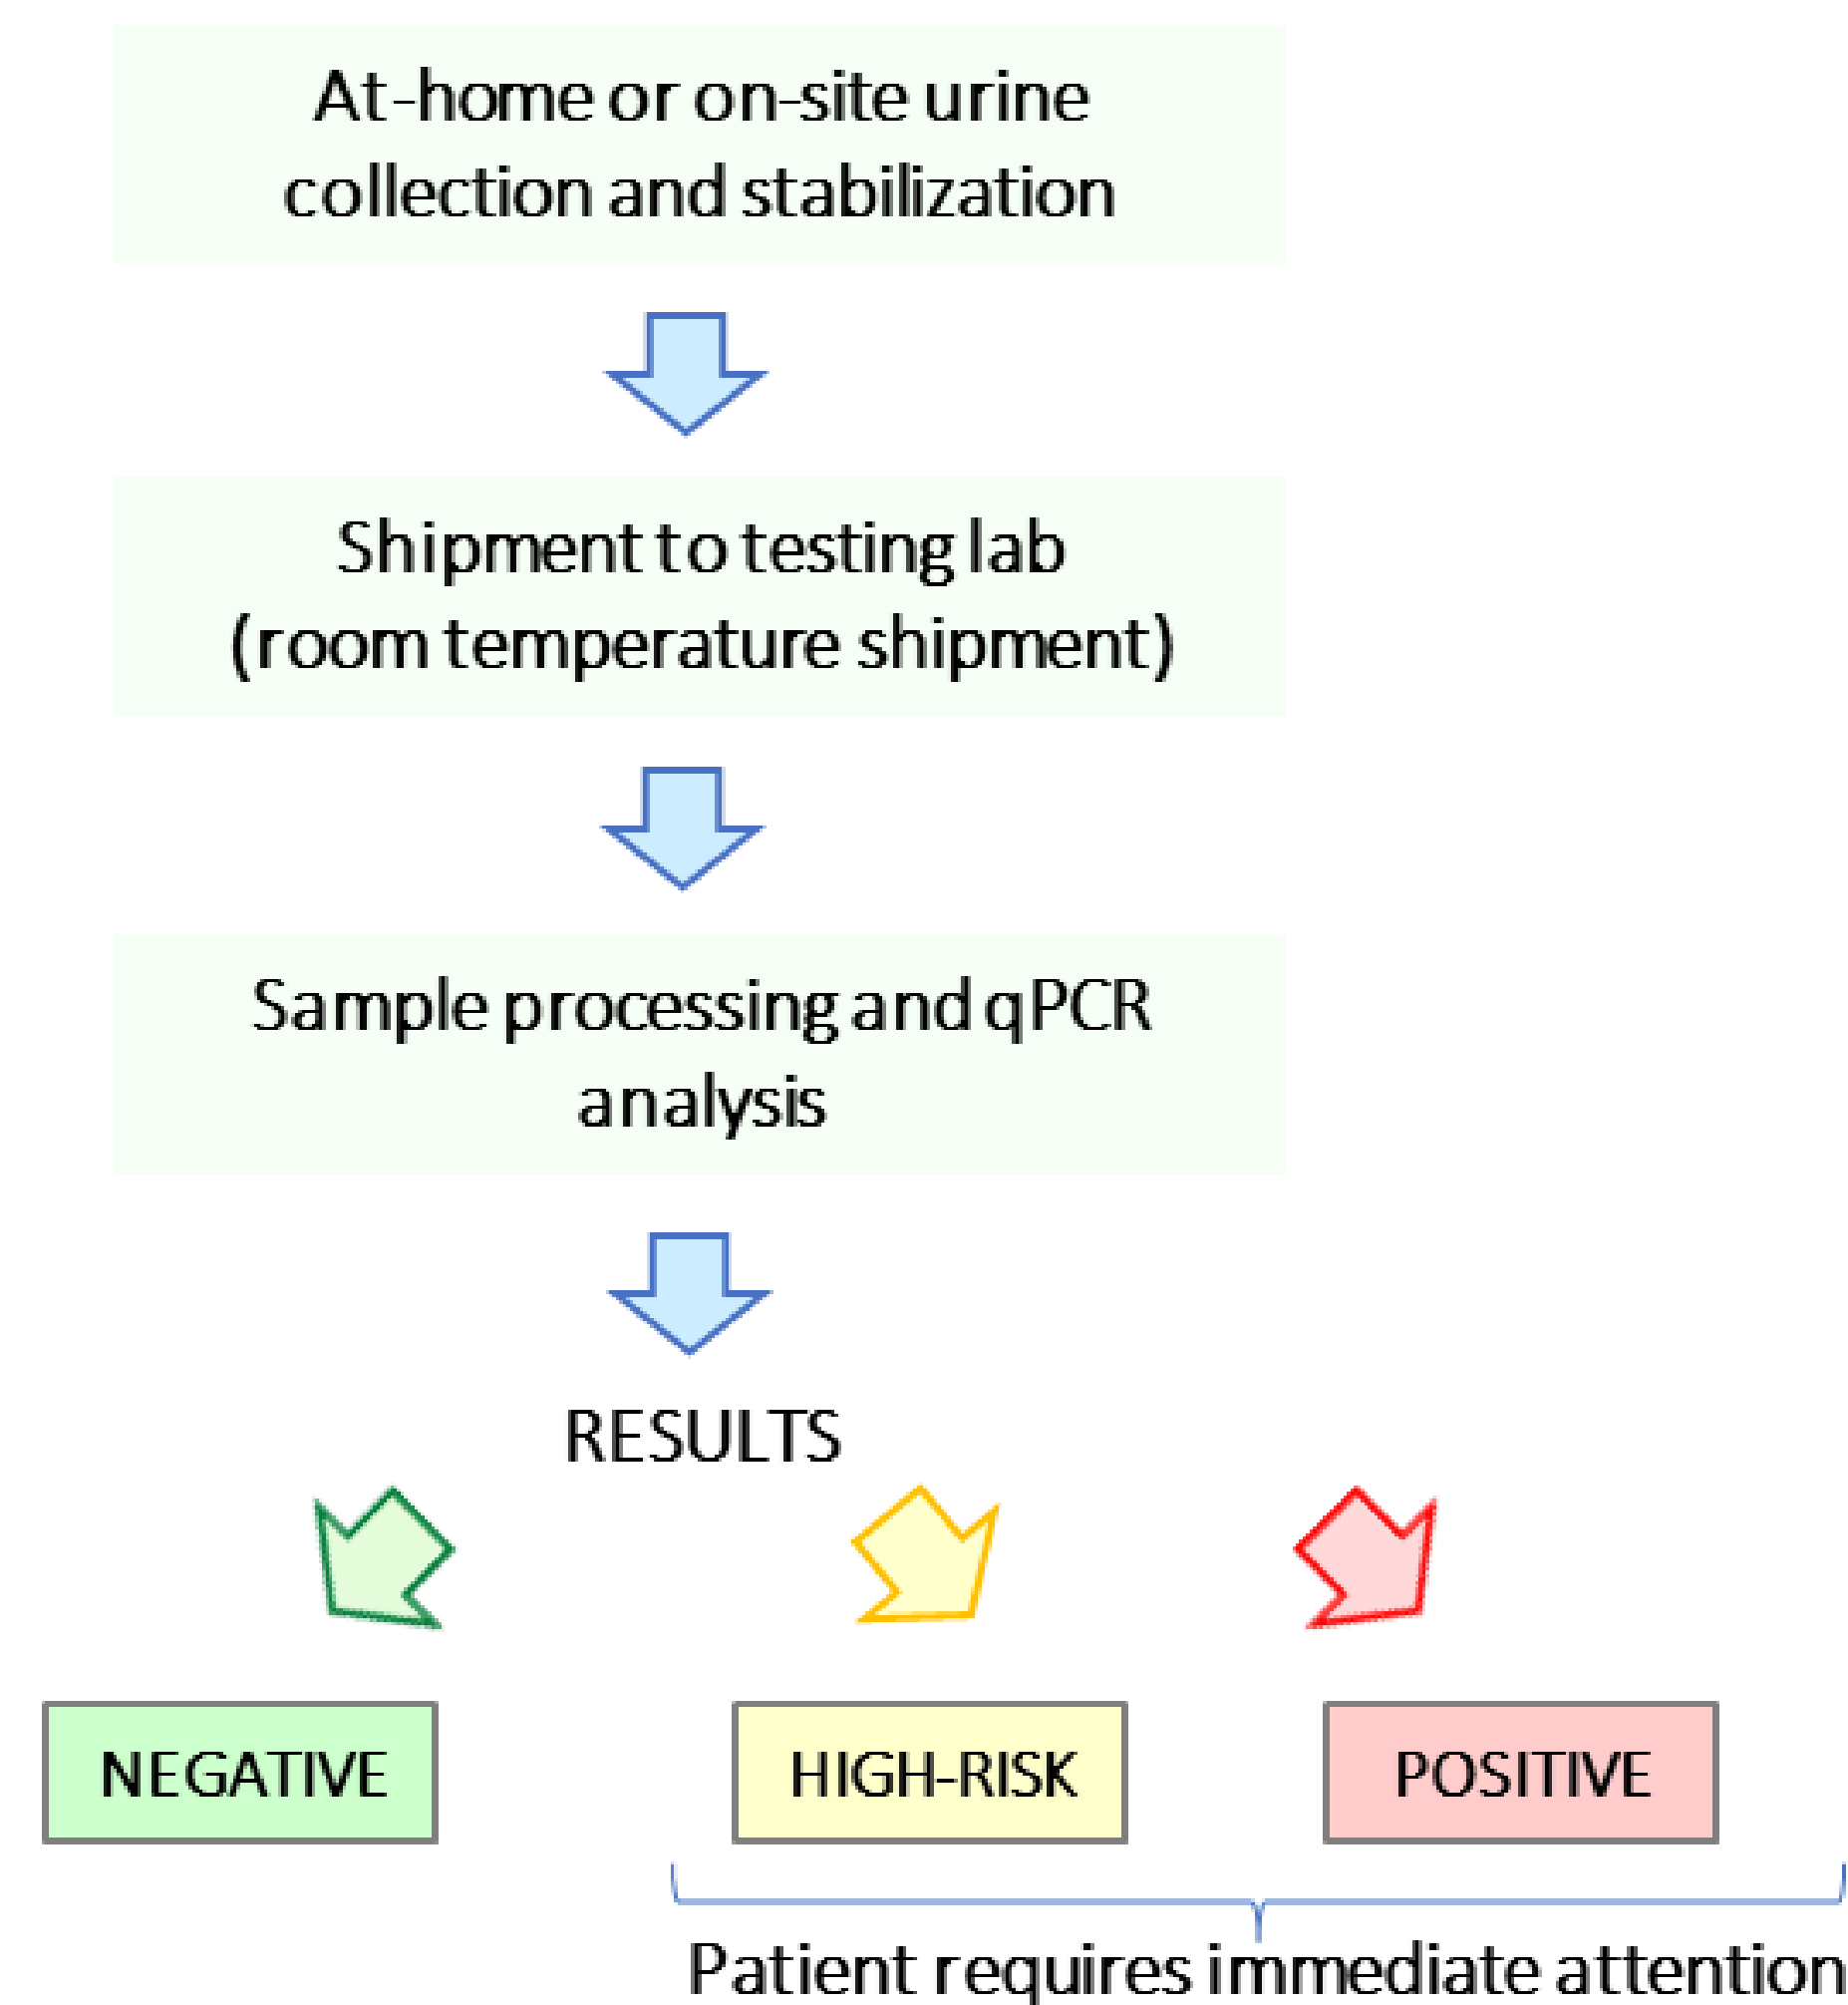 At-home or on-site urine
collection and stabilization
Shipment to testing lab
(room temperature shipment)
Sample processing and qPCR
analysis
RESULTS
NEGATIVE
HIGH-RISK
POSITIVE
Patient requires immediate attention